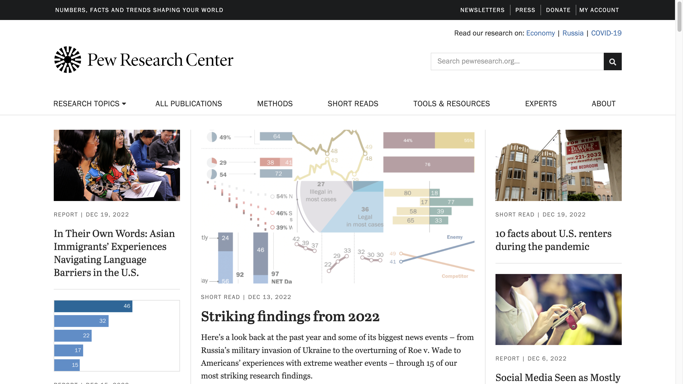 NUMBERS, FACTS AND TRENDS SHAPING YOUR WORLD
NEWSLETTERS | PRESS | DONATE | MY ACCOUNT
Read our research on: Economy | Russia | COVID-19
Pew Research Center
Search pewresearch.org...
RESEARCH TOPICS
ALL PUBLICATIONS
METHODS
SHORT READS
TOOLS & RESOURCES
EXPERTS
ABOUT
REPORT | DEC 19, 2022
In Their Own Words: Asian
Immigrants' Experiences
Navigating Language
Barriers in the U.S.
46
32
22
17
15
49%
64
29
36
54
72
54%
46%
39%
27
Illegal in
most cases
36
Legal
in most cases
44%
76
80
18
17
77
58
36
65
33
24
92
48
97
NET
42
39
37
22
29
33
32
30
30
Enemy
41
Competitor
SHORT READ | DEC 13, 2022
Striking findings from 2022
Here's a look back at the past year and some of its biggest news events – from
Russia's military invasion of Ukraine to the overturning of Roe v. Wade to
Americans' experiences with extreme weather events – through 15 of our
most striking research findings.
DEWOLF
SHORT READ | DEC 19, 2022
10 facts about U.S. renters
during the pandemic
REPORT | DEC 6, 2022
Social Media Seen as Mostly